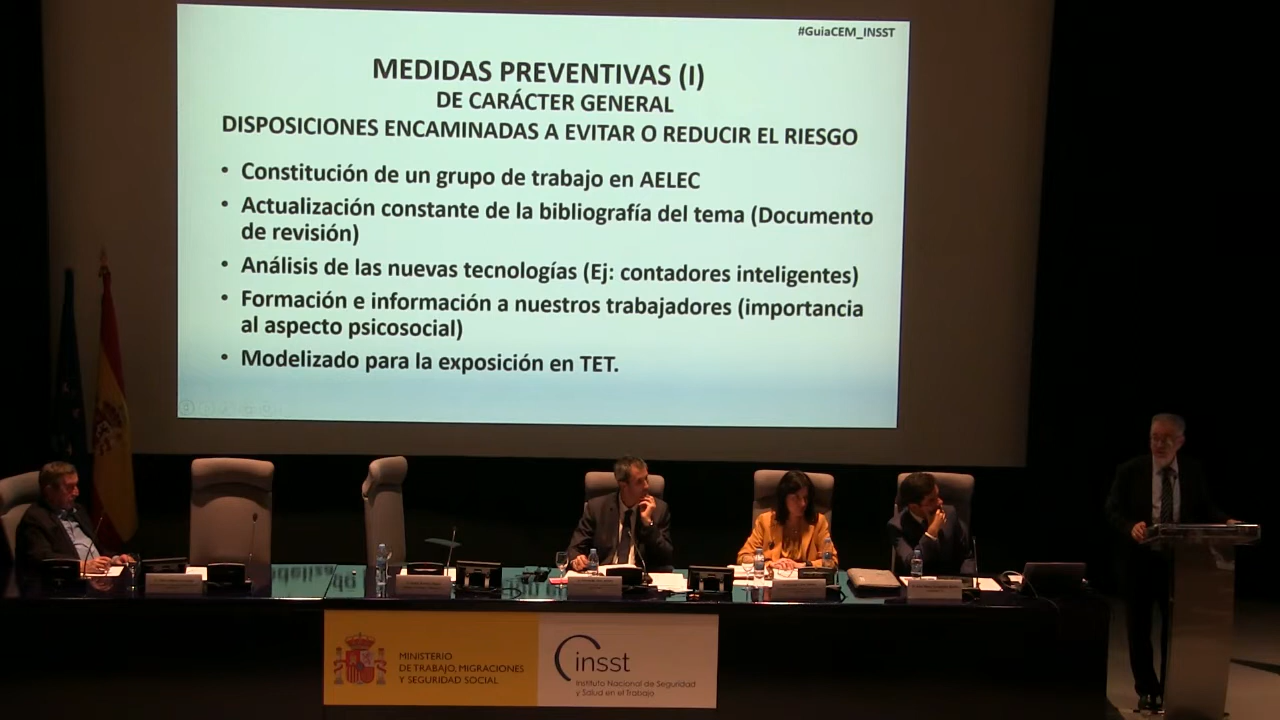 #GuiaCEM_INSST
MEDIDAS PREVENTIVAS (I)
DE CARÁCTER GENERAL
DISPOSICIONES ENCAMINADAS A EVITAR O REDUCIR EL RIESGO
• Constitución de un grupo de trabajo en AELEC
• Actualización constante de la bibliografía del tema (Documento
de revisión)
• Análisis de las nuevas tecnologías (Ej: contadores inteligentes)
• Formación e información a nuestros trabajadores (importancia
al aspecto psicosocial)
• Modelizado para la exposición en TET.
MINISTERIO
DE TRABAJO, MIGRACIONES
Y SEGURIDAD SOCIAL
insst
Instituto Nacional de Seguridad
y Salud en el Trabajo